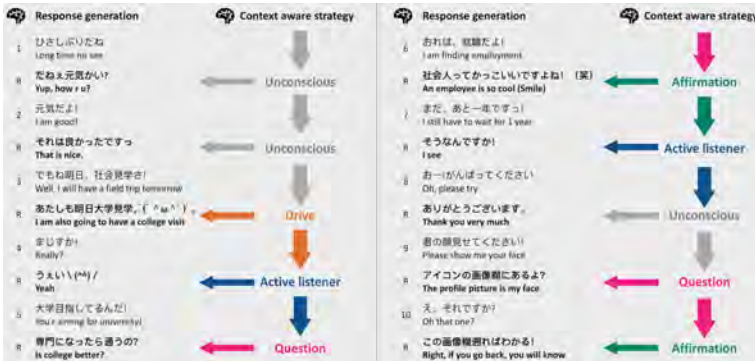 Response generation
Context aware strategy
1 ひさしぶりだね
Long time no see
R だねぇ元気かい?
Yup, how r u?
Unconscious
2 元気だよ!
I am good!
R それは良かったですっ
That is nice.
Unconscious
3 でもね明日、社会見学さ!
Well, I will have a field trip tomorrow
R あたしも明日大学見学。( ^ω^ ) 。
I am also going to have a college visit
Drive
4 まじすか!
Really?
R うぇい \ (^^) /
Yeah
Active listener
5 大学目指してるんだ!
You r aiming for university!
R 専門になったら違うの?
Is college better?
Question
Response generation
Context aware strategy
6 おれは、就職だよ!
I am finding employment
R 社会人ってかっこいいですよね! (笑)
An employee is so cool (Smile)
Affirmation
7 まだ、あと一年ですっ!
I still have to wait for 1 year
R そうなんですか!
I see
Active listener
8 おー!がんばってください
Oh, please try
R ありがとうございます。
Thank you very much
Unconscious
9 君の顔見せてください!
Please show me your face
R アイコンの画像欄にあるよ?
The profile picture is my face
Question
10 え、それですか?
Oh that one?
R この画像欄遡ればわかる!
Right, if you go back, you will know
Affirmation